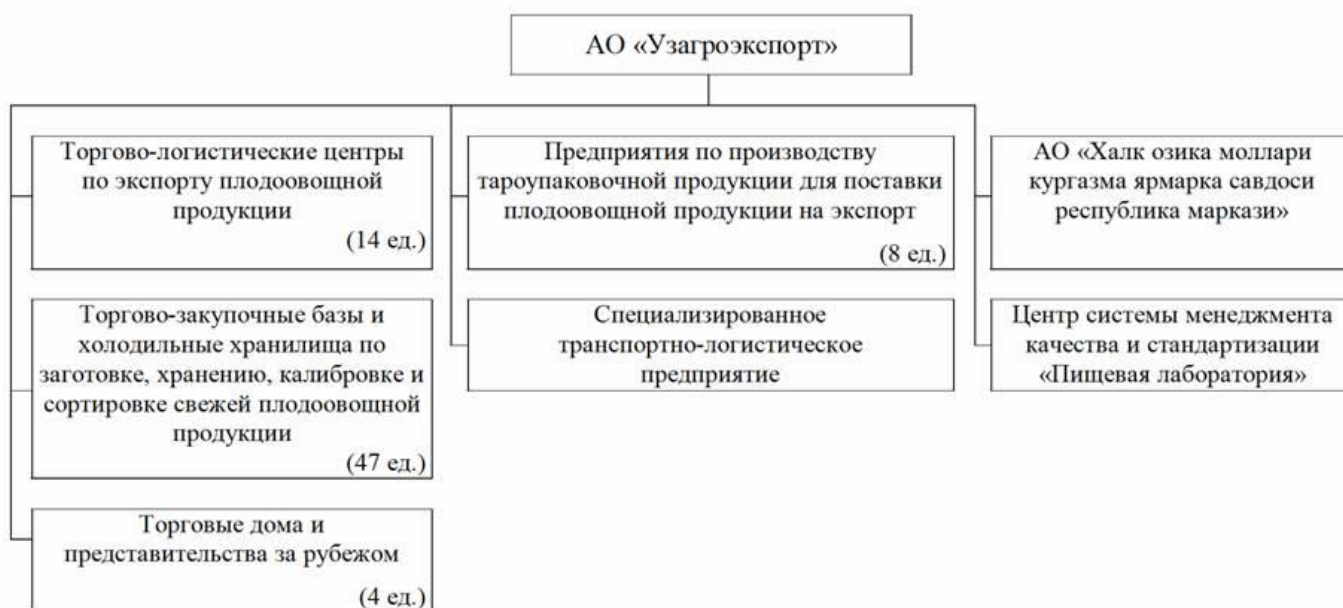 АО «Узагроэкспорт»
Торгово-логистические центры
по экспорту плодоовощной
продукции
(14 ед.)
Предприятия по производству
тароупаковочной продукции для поставки
плодоовощной продукции на экспорт
(8 ед.)
АО «Халк озика моллари
кургазма ярмарка савдоси
республика маркази»
Торгово-закупочные базы и
холодильные хранилища по
заготовке, хранению, калибровке и
сортировке свежей плодоовощной
продукции
(47 ед.)
Специализированное
транспортно-логистическое
предприятие
Центр системы менеджмента
качества и стандартизации
«Пищевая лаборатория»
Торговые дома и
представительства за рубежом
(4 ед.)